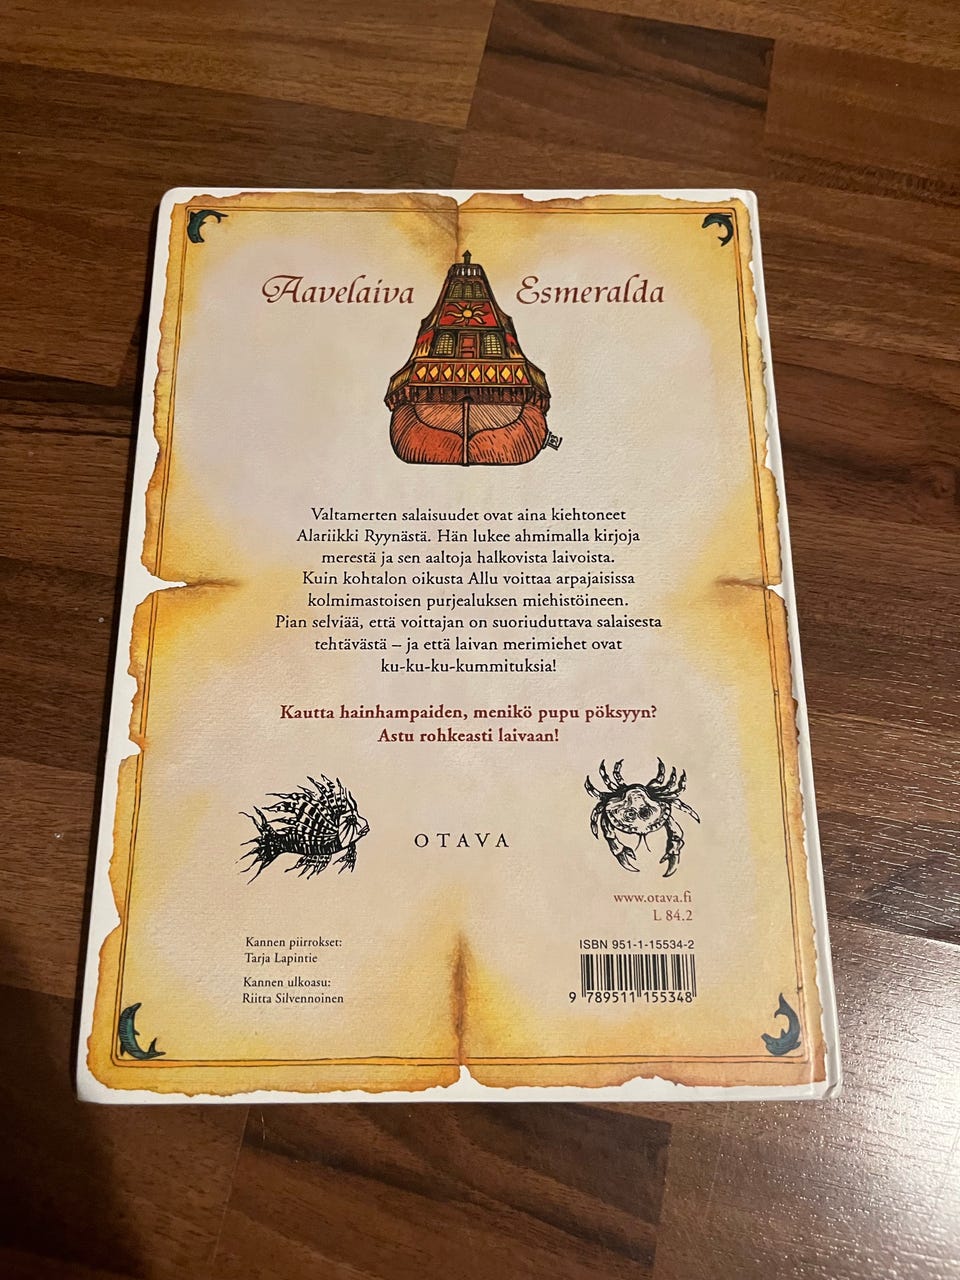 Aavelaiva Esmeralda
Valtamerten salaisuudet ovat aina kiehtoneet
Alariikki Ryynästä. Hän lukee ahmimalla kirjoja
merestä ja sen aaltoja halkovista laivoista.
Kuin kohtalon oikusta Allu voittaa arpajaisissa
kolmimastoisen purjealuksen miehistöineen.
Pian selviää, että voittajan on suoriuduttava salaisesta
tehtävästä – ja että laivan merimiehet ovat
ku-ku-ku-kummituksia!
Kautta hainhampaiden, menikö pupu pöksyyn?
Astu rohkeasti laivaan!
OTAVA
www.otava.fi
L 84.2
Kannen piirrokset:
Tarja Lapintie
Kannen ulkoasu:
Riitta Silvennoinen
ISBN 951-1-15534-2
9 789511 155348